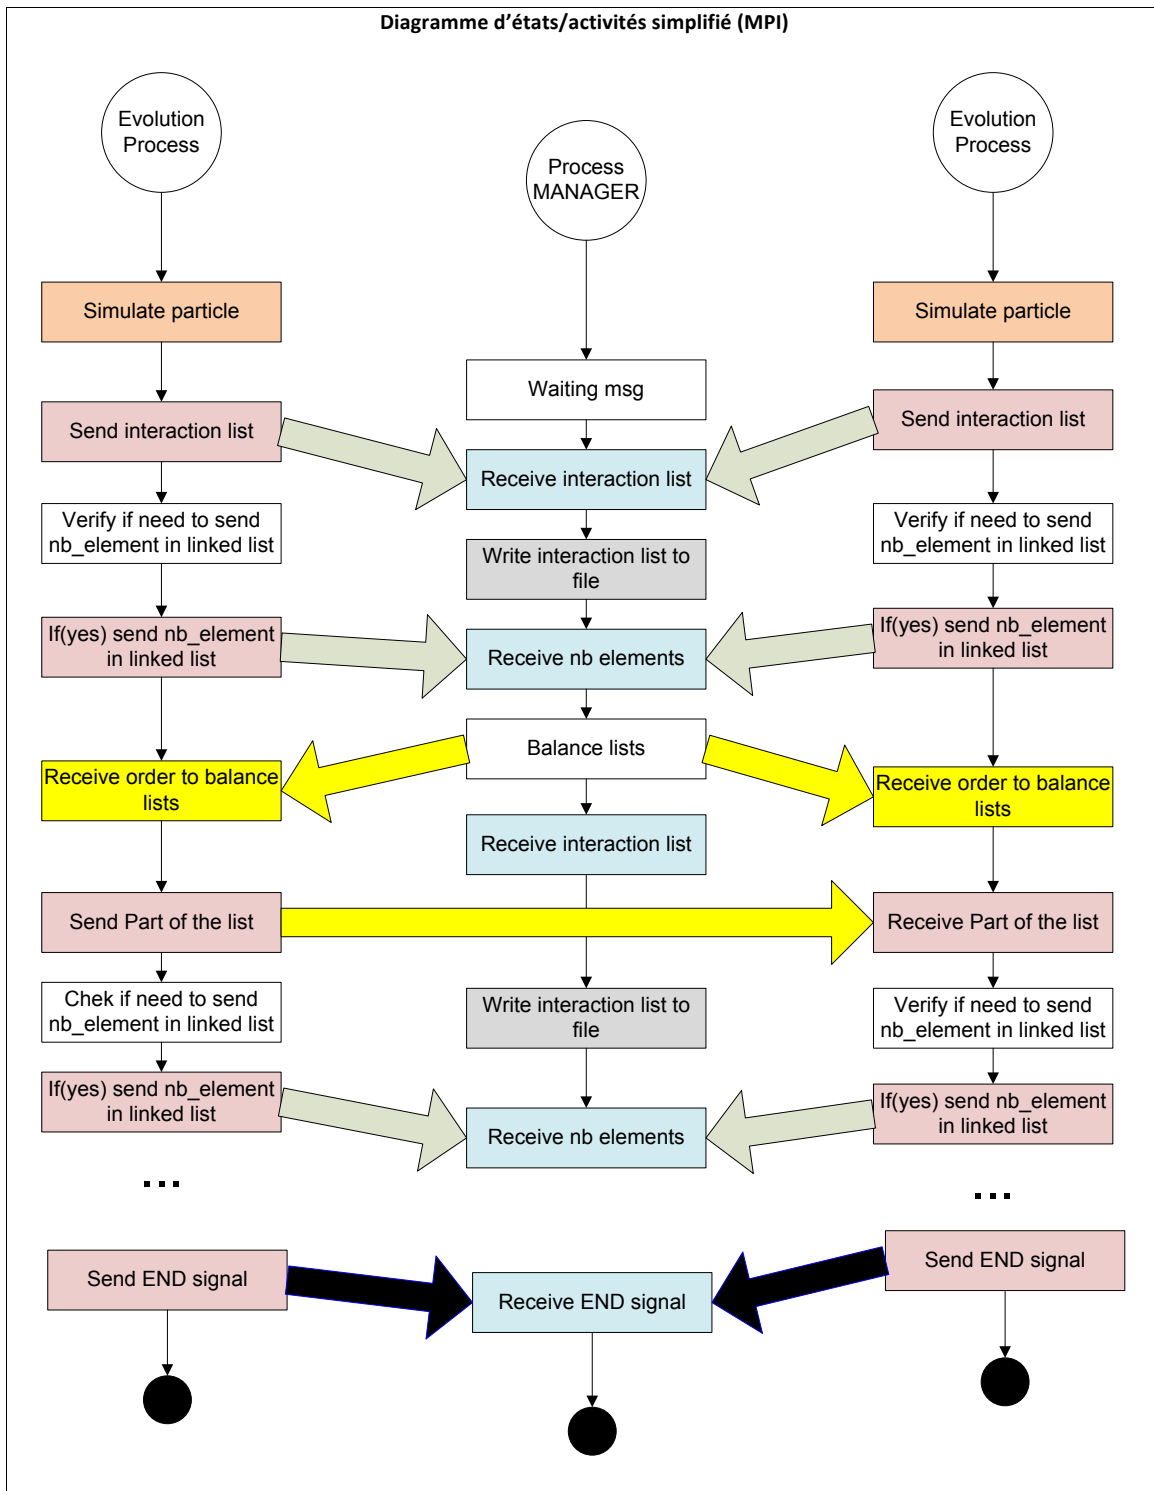 Diagramme d'états/activités simplifié (MPI)
Evolution
Process
Process
MANAGER
Evolution
Process
Simulate particle
Simulate particle
Waiting msg
Send interaction list
Send interaction list
Receive interaction list
Verify if need to send
nb_element in linked list
Verify if need to send
nb_element in linked list
Write interaction list to
file
If(yes) send nb_element
in linked list
Receive nb elements
If(yes) send nb_element
in linked list
Balance lists
Receive order to balance
lists
Receive order to balance
lists
Receive interaction list
Send Part of the list
Receive Part of the list
Chek if need to send
nb_element in linked list
Write interaction list to
file
Verify if need to send
nb_element in linked list
If(yes) send nb_element
in linked list
Receive nb elements
If(yes) send nb_element
in linked list
...
...
Send END signal
Receive END signal
Send END signal